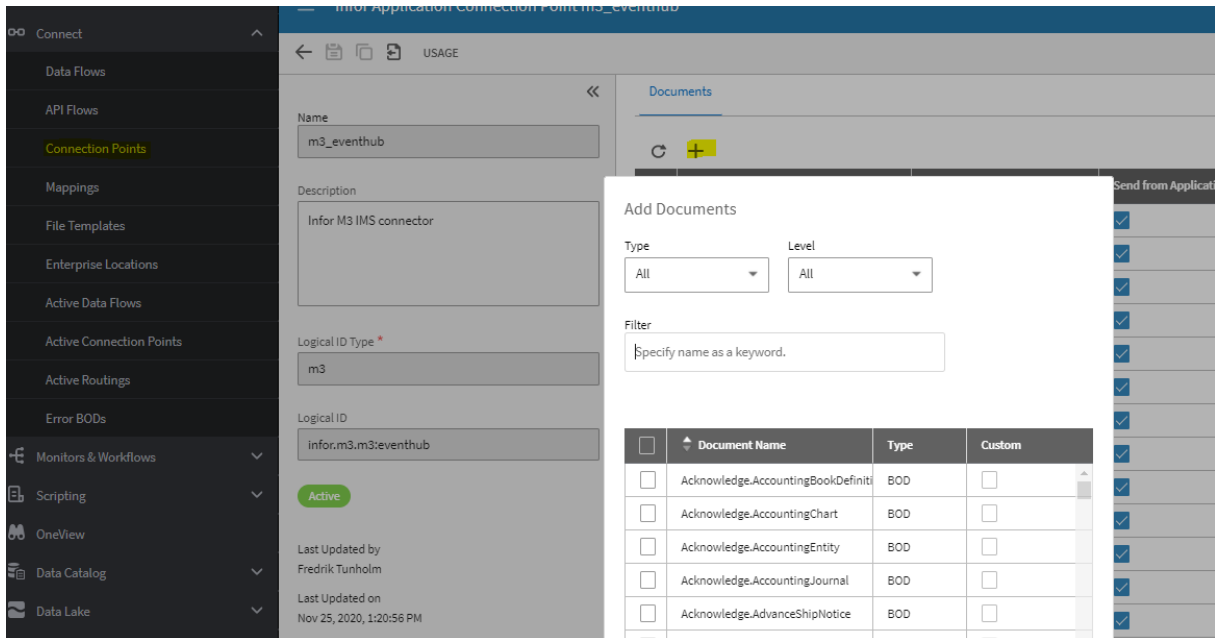 Infor Application Connection Point m3_eventhub
Connect
Data Flows
API Flows
Connection Points
Mappings
File Templates
Enterprise Locations
Active Data Flows
Active Connection Points
Active Routings
Error BODs
Monitors & Workflows
Scripting
OneView
Data Catalog
Data Lake
USAGE
Name
m3_eventhub
Description
Infor M3 IMS connector
Logical ID Type *
m3
Logical ID
infor.m3.m3:eventhub
Active
Last Updated by
Fredrik Tunholm
Last Updated on
Nov 25, 2020, 1:20:56 PM
Documents
Send from Applicati
Add Documents
Type
Level
All
All
Filter
Specify name as a keyword.
Document Name Type Custom
Acknowledge.AccountingBookDefiniti BOD
Acknowledge.AccountingChart BOD
Acknowledge.AccountingEntity BOD
Acknowledge.AccountingJournal BOD
Acknowledge.AdvanceShipNotice BOD